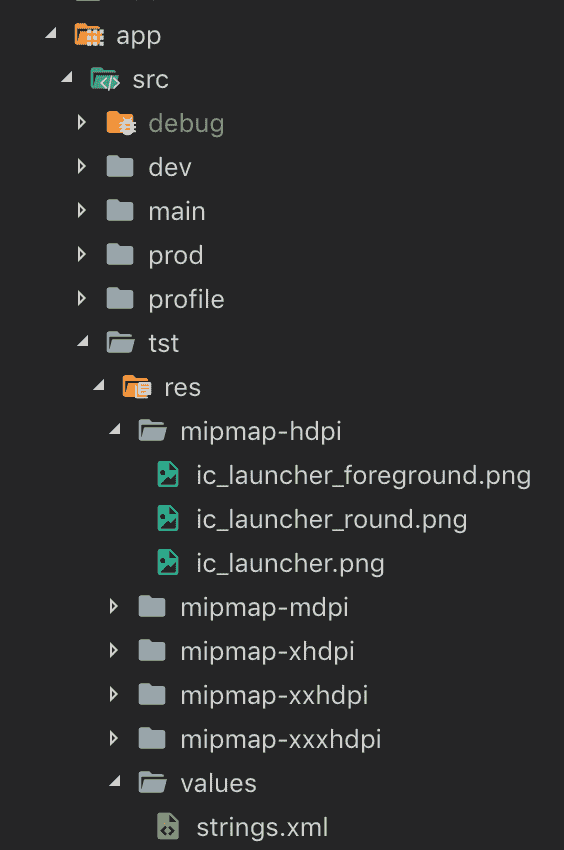 app
src
debug
dev
main
prod
profile
tst
res
mipmap-hdpi
ic_launcher_foreground.png
ic_launcher_round.png
ic_launcher.png
mipmap-mdpi
mipmap-xhdpi
mipmap-xxhdpi
mipmap-xxxhdpi
values
strings.xml